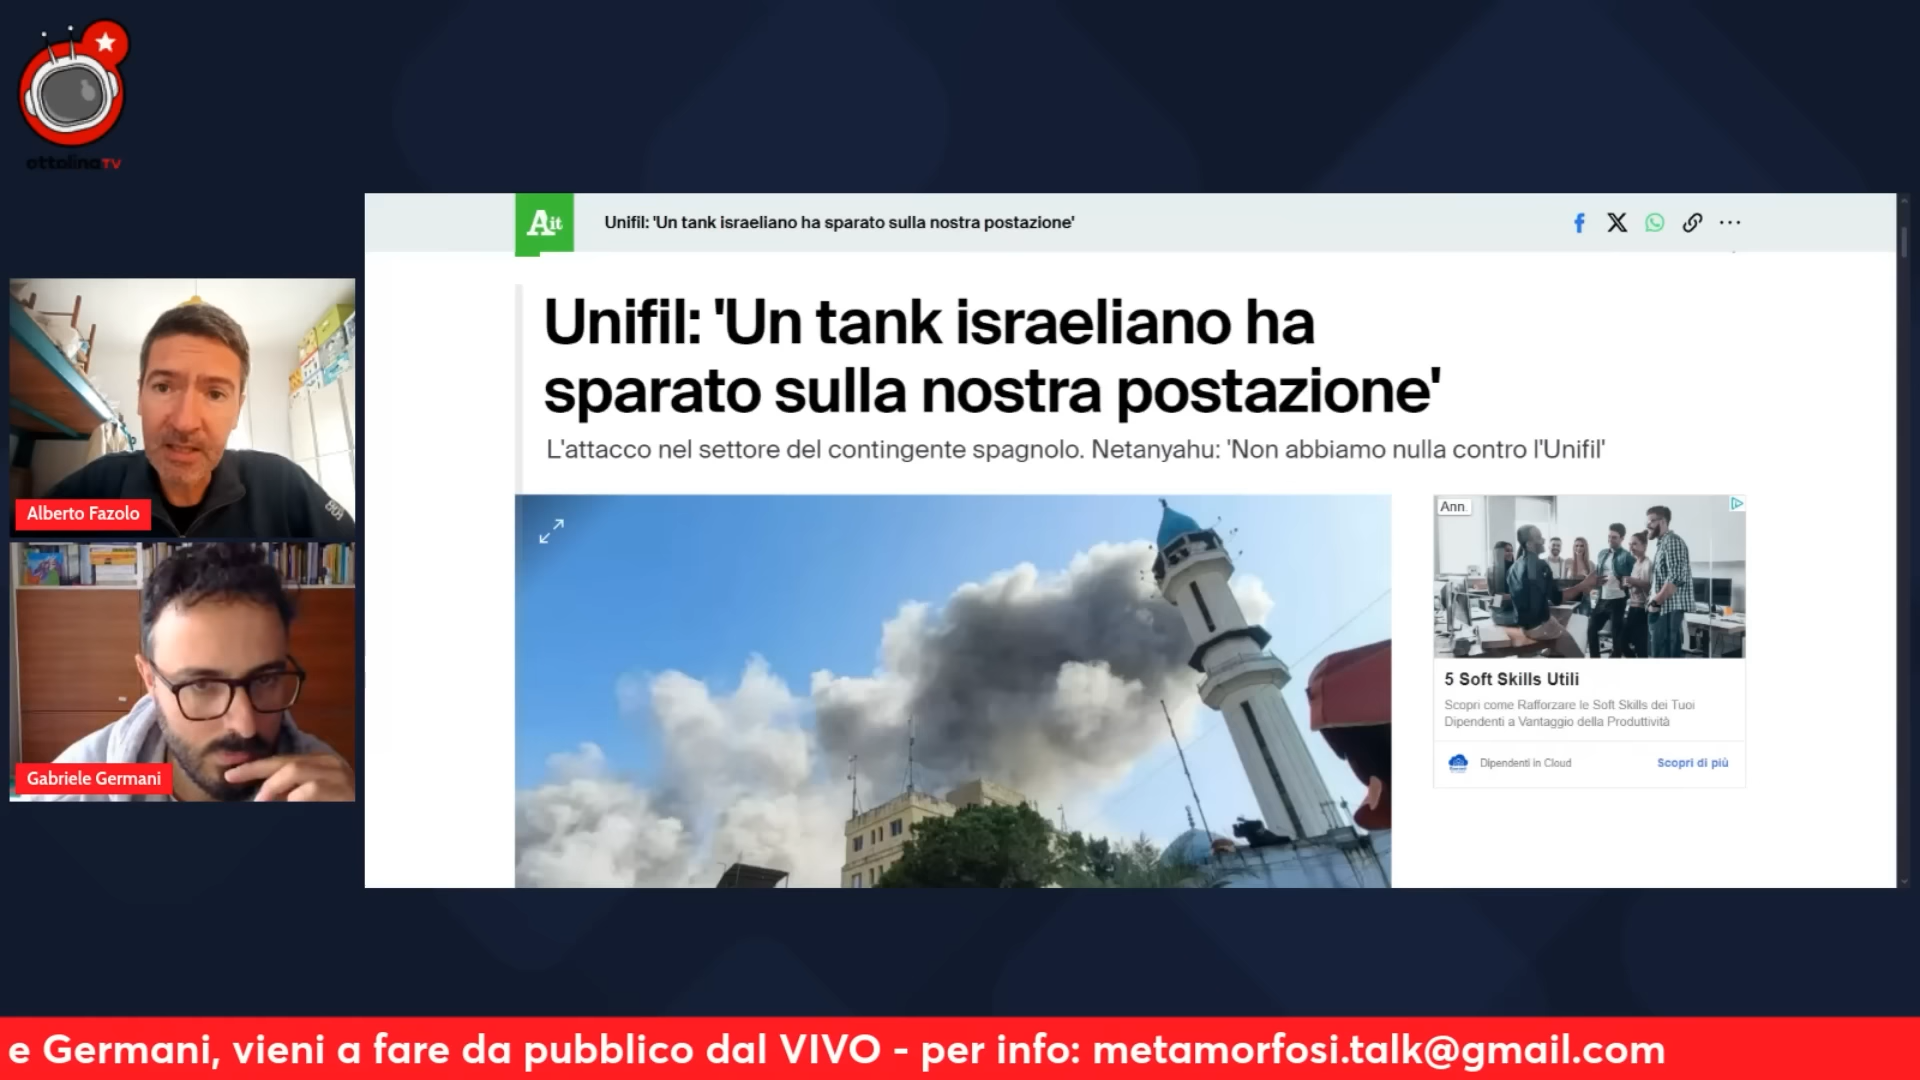 ottolinaTV
Ait
Unifil: 'Un tank israeliano ha sparato sulla nostra postazione'
Unifil: 'Un tank israeliano ha
sparato sulla nostra postazione'
L'attacco nel settore del contingente spagnolo. Netanyahu: 'Non abbiamo nulla contro l'Unifil'
Alberto Fazolo
Gabriele Germani
Ann.
5 Soft Skills Utili
Scopri come Rafforzare le Soft Skills dei Tuoi
Dipendenti a Vantaggio della Produttività
Dipendenti in Cloud
Scopri di più
e Germani, vieni a fare da pubblico dal VIVO - per info: metamorfosi.talk@gmail.com